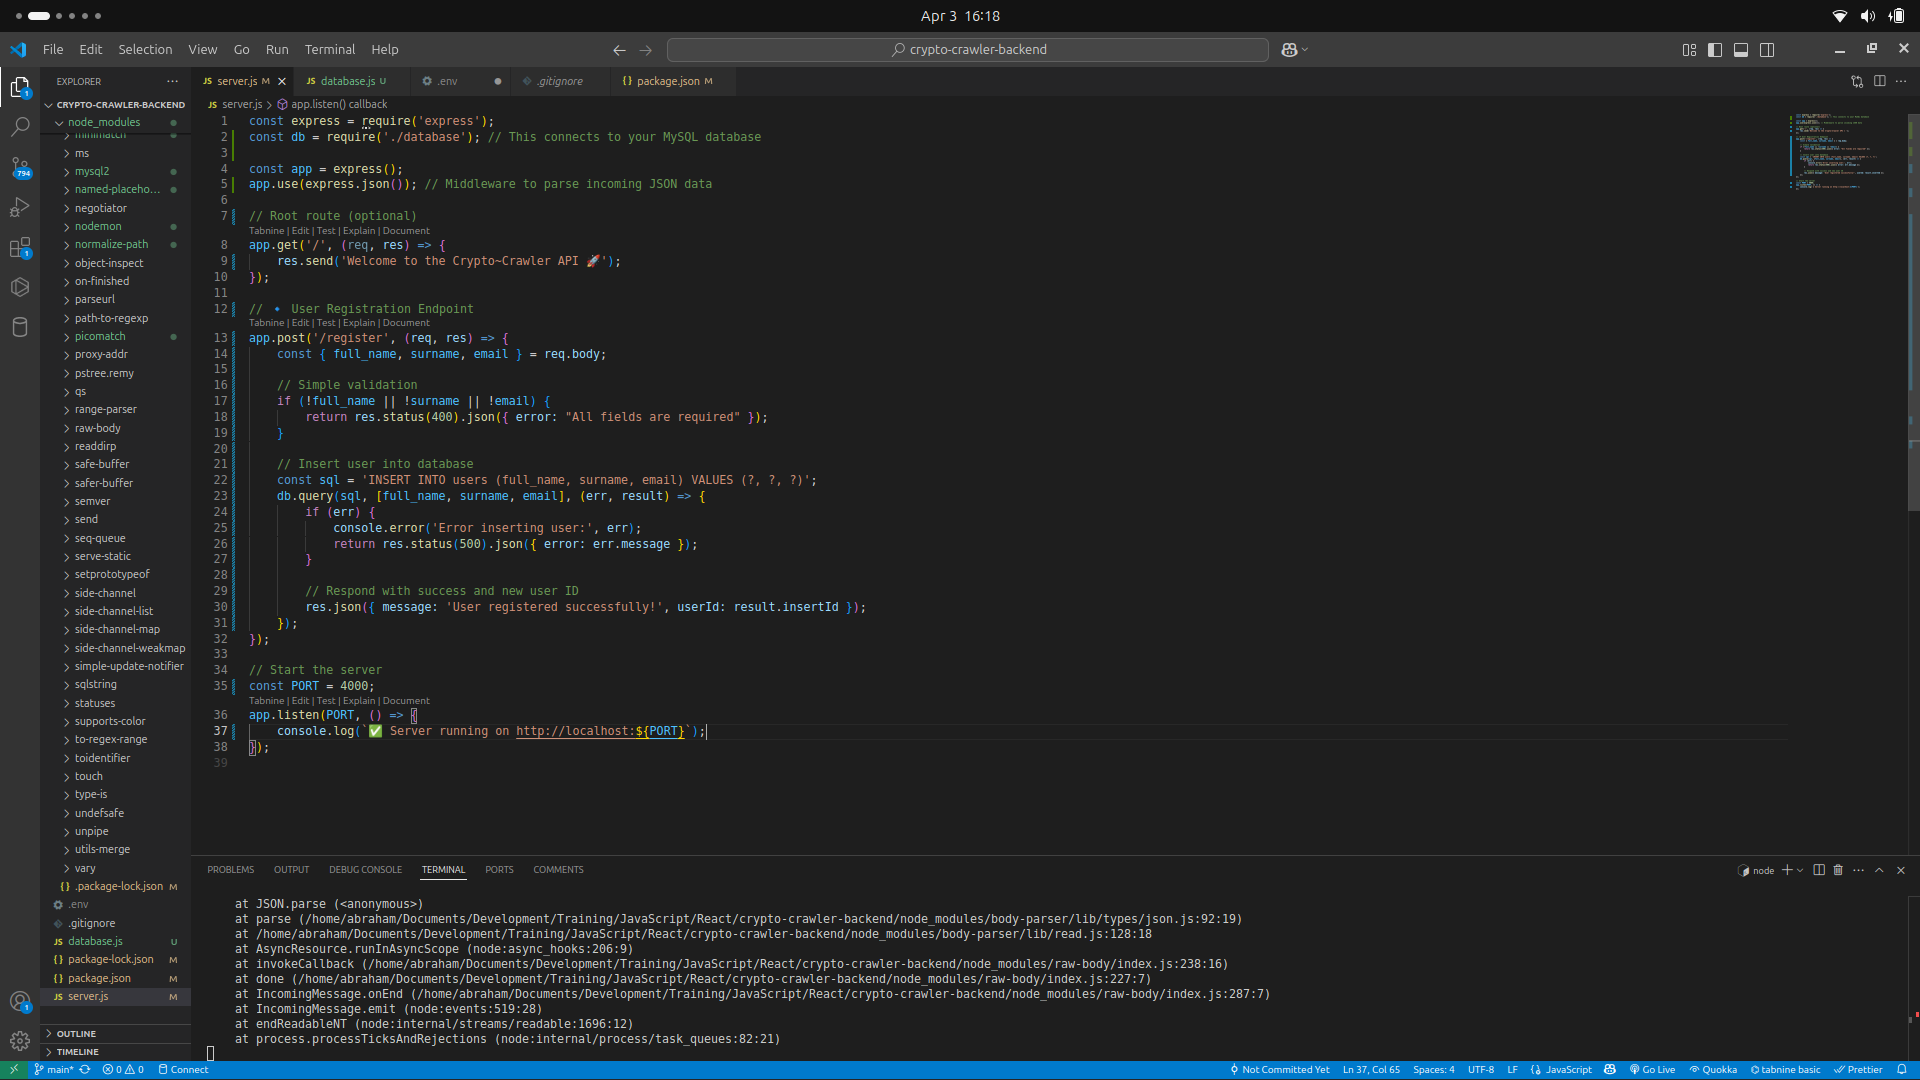 Apr 3 16:18
File Edit Selection View Go Run Terminal Help
crypto-crawler-backend
EXPLORER
server.js M
database.js U
.env
.gitignore
package.json M
CRYPTO-CRAWLER-BACKEND
server.js > app.listen() callback
node_modules
minimatch
ms
mysql2
named-placeho...
negotiator
nodemon
normalize-path
object-inspect
on-finished
parseurl
path-to-regexp
picomatch
proxy-addr
pstree.remy
qs
range-parser
raw-body
readdirp
safe-buffer
safer-buffer
semver
send
seq-queue
serve-static
setprototypeof
side-channel
side-channel-list
side-channel-map
side-channel-weakmap
simple-update-notifier
sqlstring
statuses
supports-color
to-regex-range
toidentifier
touch
type-is
undefsafe
unpipe
utils-merge
vary
.package-lock.json M
.env
.gitignore
database.js U
package-lock.json M
package.json M
server.js M
OUTLINE
TIMELINE
1
794
1
1
1 const express = require('express');
2 const db = require('./database'); // This connects to your MySQL database
3
4 const app = express();
5 app.use(express.json()); // Middleware to parse incoming JSON data
6
7 // Root route (optional)
Tabnine | Edit | Test | Explain | Document
8 app.get('/', (req, res) => {
9 res.send('Welcome to the Crypto~Crawler API 🚀');
10 });
11
12 // 🔹 User Registration Endpoint
Tabnine | Edit | Test | Explain | Document
13 app.post('/register', (req, res) => {
14 const { full_name, surname, email } = req.body;
15
16 // Simple validation
17 if (!full_name || !surname || !email) {
18 return res.status(400).json({ error: "All fields are required" });
19 }
20
21 // Insert user into database
22 const sql = 'INSERT INTO users (full_name, surname, email) VALUES (?, ?, ?)';
23 db.query(sql, [full_name, surname, email], (err, result) => {
24 if (err) {
25 console.error('Error inserting user:', err);
26 return res.status(500).json({ error: err.message });
27 }
28
29 // Respond with success and new user ID
30 res.json({ message: 'User registered successfully!', userId: result.insertId });
31 });
32 });
33
34 // Start the server
35 const PORT = 4000;
Tabnine | Edit | Test | Explain | Document
36 app.listen(PORT, () => {
37 console.log(`✅ Server running on http://localhost:${PORT}`);
38 });
39
PROBLEMS OUTPUT DEBUG CONSOLE TERMINAL PORTS COMMENTS
node
at JSON.parse (<anonymous>)
at parse (/home/abraham/Documents/Development/Training/JavaScript/React/crypto-crawler-backend/node_modules/body-parser/lib/types/json.js:92:19)
at /home/abraham/Documents/Development/Training/JavaScript/React/crypto-crawler-backend/node_modules/body-parser/lib/read.js:128:18
at AsyncResource.runInAsyncScope (node:async_hooks:206:9)
at invokeCallback (/home/abraham/Documents/Development/Training/JavaScript/React/crypto-crawler-backend/node_modules/raw-body/index.js:238:16)
at done (/home/abraham/Documents/Development/Training/JavaScript/React/crypto-crawler-backend/node_modules/raw-body/index.js:227:7)
at IncomingMessage.onEnd (/home/abraham/Documents/Development/Training/JavaScript/React/crypto-crawler-backend/node_modules/raw-body/index.js:287:7)
at IncomingMessage.emit (node:events:519:28)
at endReadableNT (node:internal/streams/readable:1696:12)
at process.processTicksAndRejections (node:internal/process/task_queues:82:21)
main* 0 0 Connect
Not Committed Yet Ln 37, Col 65 Spaces: 4 UTF-8 LF JavaScript Go Live Quokka tabnine basic Prettier